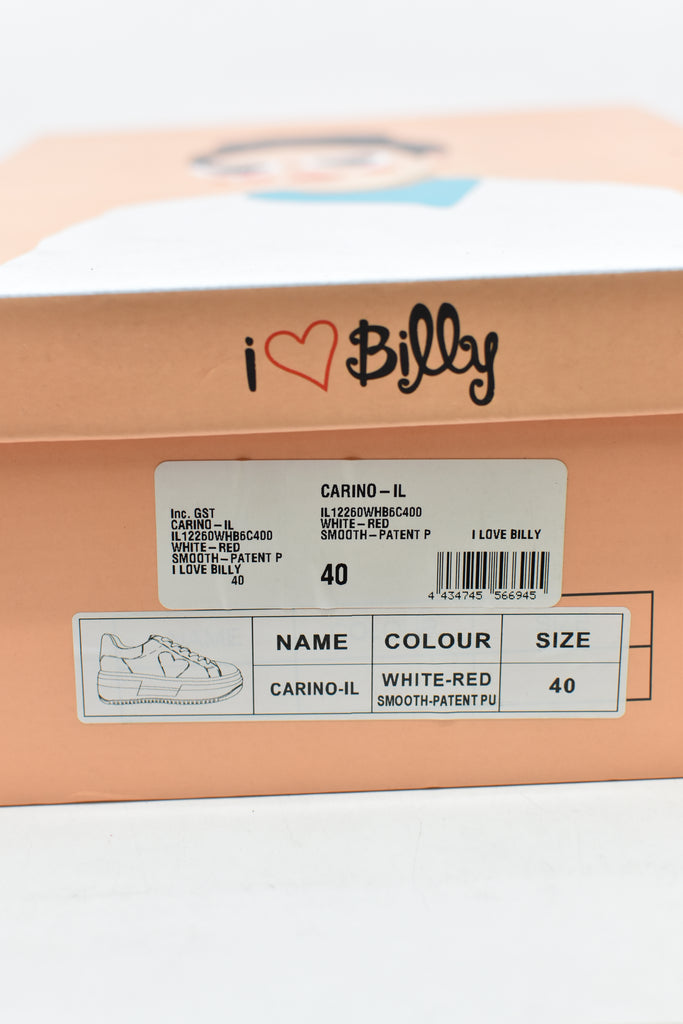 i Billy
CARINO-IL
Inc. GST
CARINO-IL
IL12260WHB6C400
WHITE-RED
SMOOTH-PATENT P
I LOVE BILLY
40
IL12260WHB6C400
WHITE-RED
SMOOTH-PATENT P
I LOVE BILLY
40
4 434745 566945
NAME COLOUR SIZE
CARINO-IL WHITE-RED 40
SMOOTH-PATENT PU